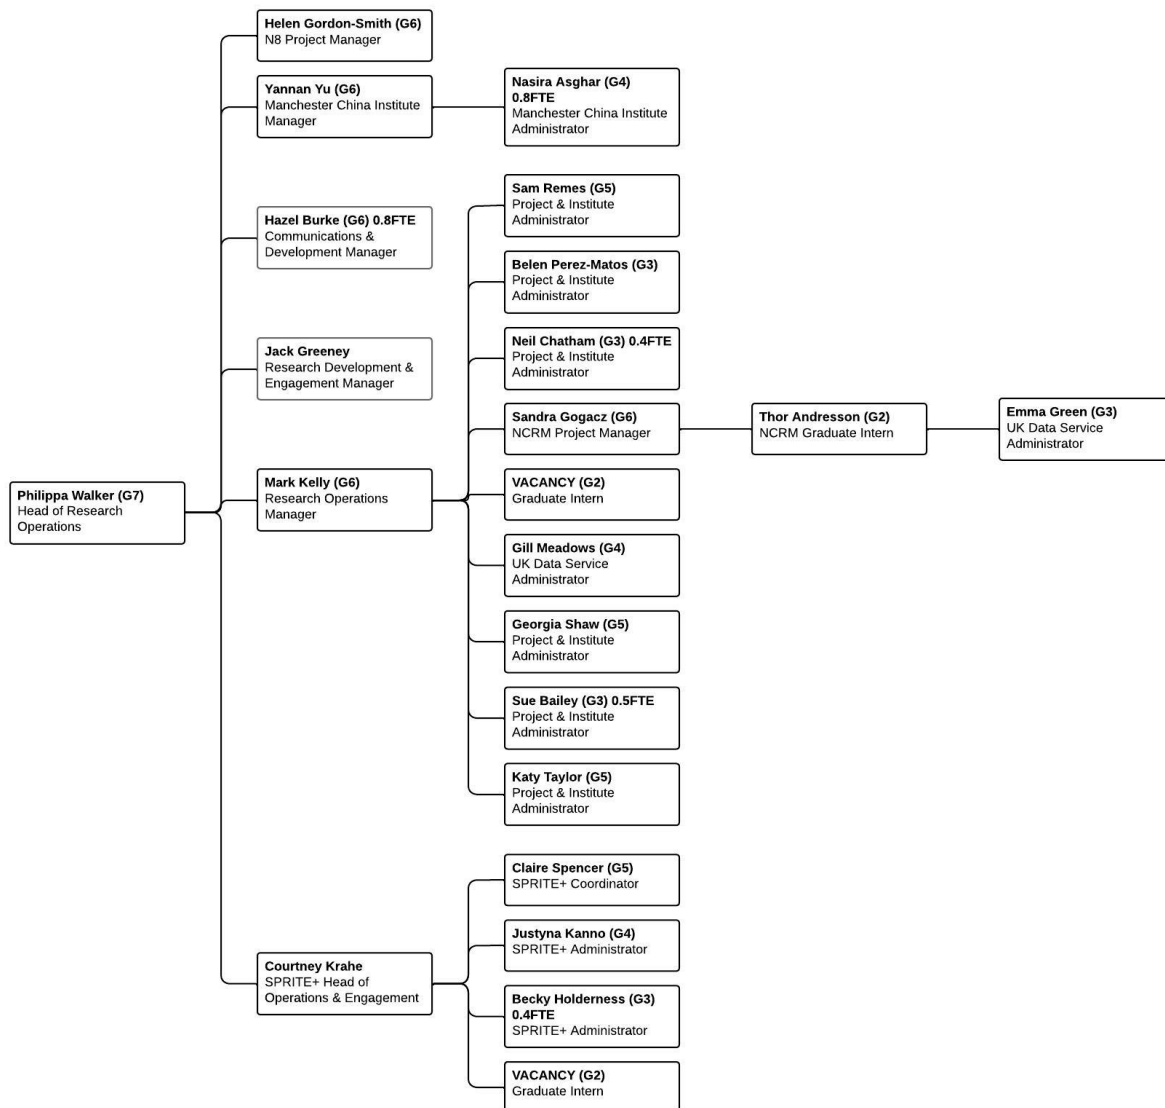 Helen Gordon-Smith (G6)
N8 Project Manager
Yannan Yu (G6)
Manchester China Institute
Manager
Nasira Asghar (G4)
0.8FTE
Manchester China Institute
Administrator
Hazel Burke (G6) 0.8FTE
Communications &
Development Manager
Jack Greeney
Research Development &
Engagement Manager
Philippa Walker (G7)
Head of Research
Operations
Mark Kelly (G6)
Research Operations
Manager
Sam Remes (G5)
Project & Institute
Administrator
Belen Perez-Matos (G3)
Project & Institute
Administrator
Neil Chatham (G3) 0.4FTE
Project & Institute
Administrator
Sandra Gogacz (G6)
NCRM Project Manager
Thor Andresson (G2)
NCRM Graduate Intern
Emma Green (G3)
UK Data Service
Administrator
VACANCY (G2)
Graduate Intern
Gill Meadows (G4)
UK Data Service
Administrator
Georgia Shaw (G5)
Project & Institute
Administrator
Sue Bailey (G3) 0.5FTE
Project & Institute
Administrator
Katy Taylor (G5)
Project & Institute
Administrator
Courtney Krahe
SPRITE+ Head of
Operations & Engagement
Claire Spencer (G5)
SPRITE+ Coordinator
Justyna Kanno (G4)
SPRITE+ Administrator
Becky Holderness (G3)
0.4FTE
SPRITE+ Administrator
VACANCY (G2)
Graduate Intern